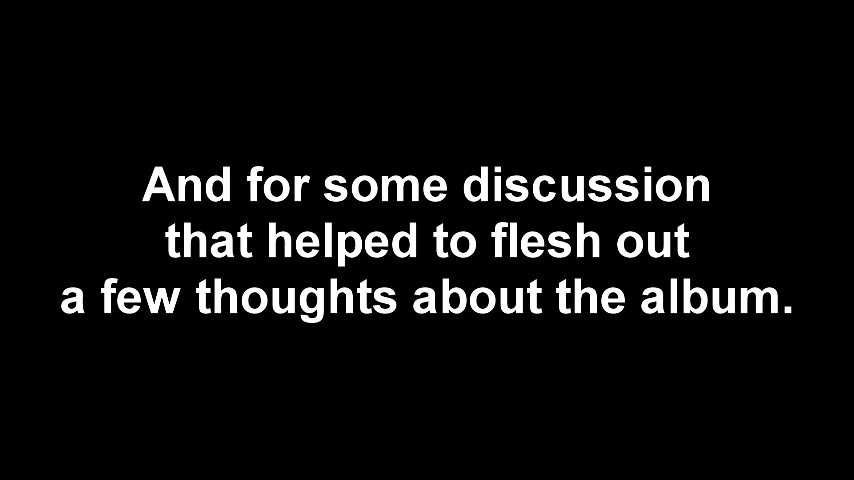 And for some discussion
that helped to flesh out
a few thoughts about the album.